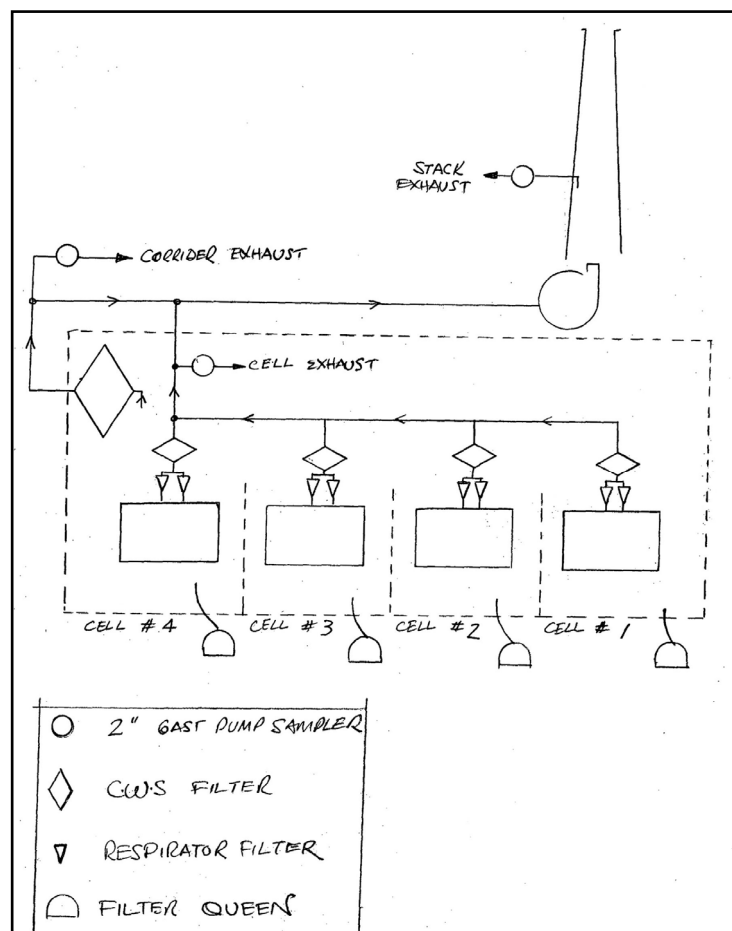 STACK
EXHAUST
CORRIDER EXHAUST
CELL EXHAUST
CELL # 4
CELL # 3
CELL # 2
CELL # 1
2" GAST PUMP SAMPLER
C.W.S FILTER
RESPIRATOR FILTER
FILTER QUEEN